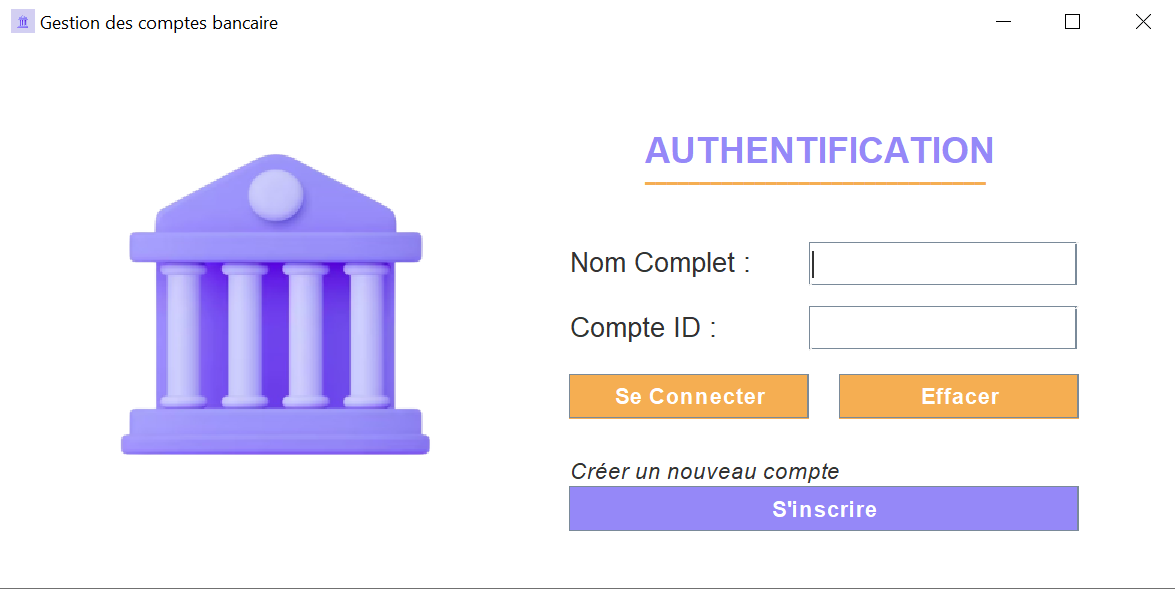 Gestion des comptes bancaire
AUTHENTIFICATION
Nom Complet :
Compte ID :
Se Connecter Effacer
Créer un nouveau compte
S'inscrire